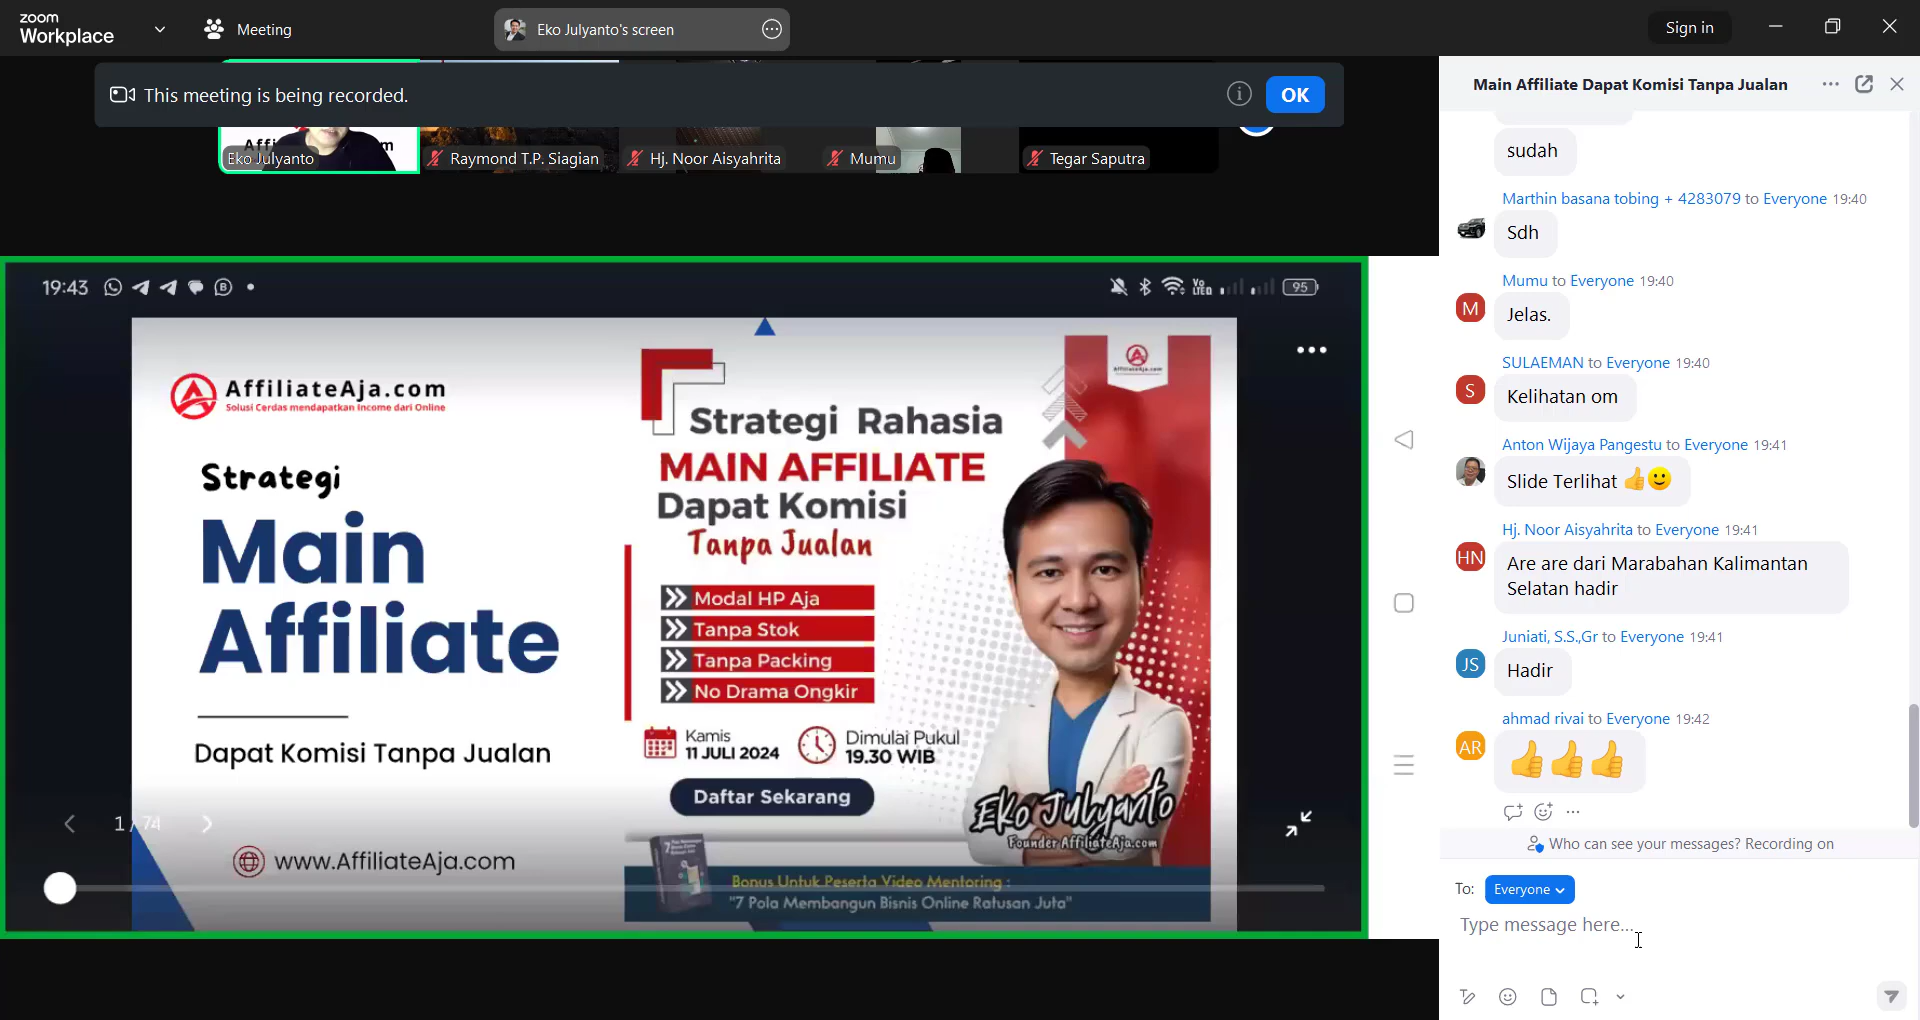 zoom
Workplace
Meeting
Eko Julyanto's screen
Sign in
This meeting is being recorded.
OK
Eko Julyanto
Raymond T.P. Siagian
Hj. Noor Aisyahrita
Mumu
Tegar Saputra
19:43
95
AffiliateAja.com
Solusi Cerdas mendapatkan Income dari Online
Strategi
Main
Affiliate
Dapat Komisi Tanpa Jualan
1 / 74
www.AffiliateAja.com
Strategi Rahasia
MAIN AFFILIATE
Dapat Komisi
Tanpa Jualan
Modal HP Aja
Tanpa Stok
Tanpa Packing
No Drama Ongkir
Kamis
11 JULI 2024
Dimulai Pukul
19.30 WIB
Daftar Sekarang
Eko Julyanto
Founder AffiliateAja.com
Bonus Untuk Peserta Video Mentoring :
"7 Pola Membangun Bisnis Online Ratusan Juta"
Main Affiliate Dapat Komisi Tanpa Jualan
sudah
Marthin basana tobing + 4283079 to Everyone 19:40
Sdh
Mumu to Everyone 19:40
M
Jelas.
SULAEMAN to Everyone 19:40
S
Kelihatan om
Anton Wijaya Pangestu to Everyone 19:41
Slide Terlihat 👍🙂
Hj. Noor Aisyahrita to Everyone 19:41
HN
Are are dari Marabahan Kalimantan
Selatan hadir
Juniati, S.S.,Gr to Everyone 19:41
JS
Hadir
ahmad rivai to Everyone 19:42
AR
👍👍👍
Who can see your messages? Recording on
To: Everyone
Type message here...